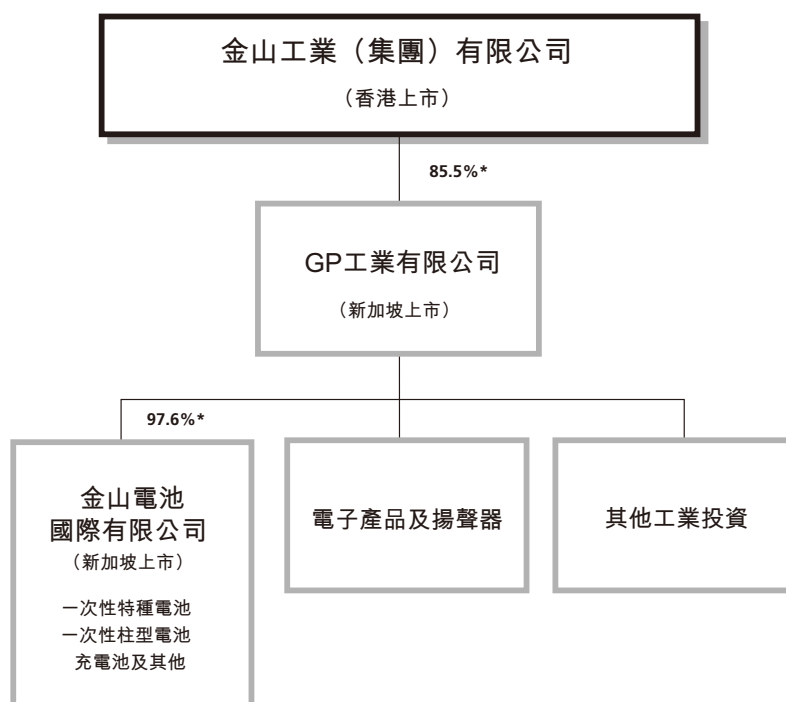 金山工業（集團）有限公司
（香港上市）
85.5%*
GP工業有限公司
（新加坡上市）
97.6%*
金山電池
國際有限公司
（新加坡上市）
一次性特種電池
一次性柱型電池
充電池及其他
電子產品及揚聲器
其他工業投資